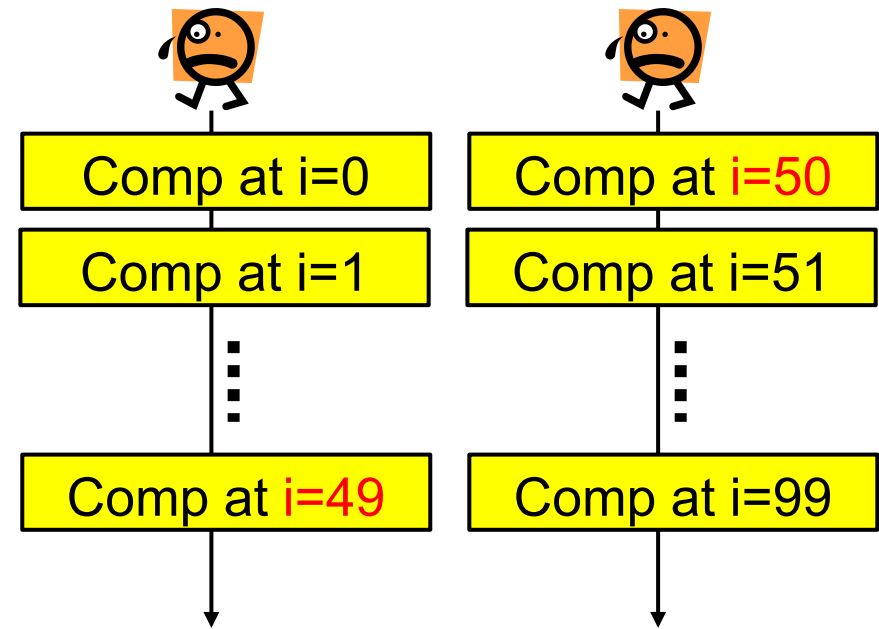 Comp at i=0
Comp at i=1
Comp at i=49
Comp at i=50
Comp at i=51
Comp at i=99